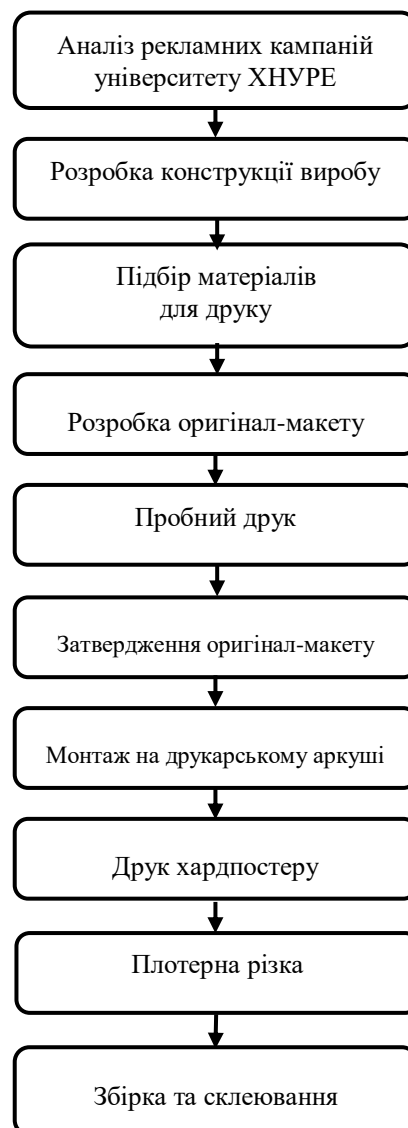 Аналіз рекламних кампаній
університету ХНУРЕ
Розробка конструкції виробу
Підбір матеріалів
для друку
Розробка оригінал-макету
Пробний друк
Затвердження оригінал-макету
Монтаж на друкарському аркуші
Друк хардпостеру
Плотерна різка
Збірка та склеювання